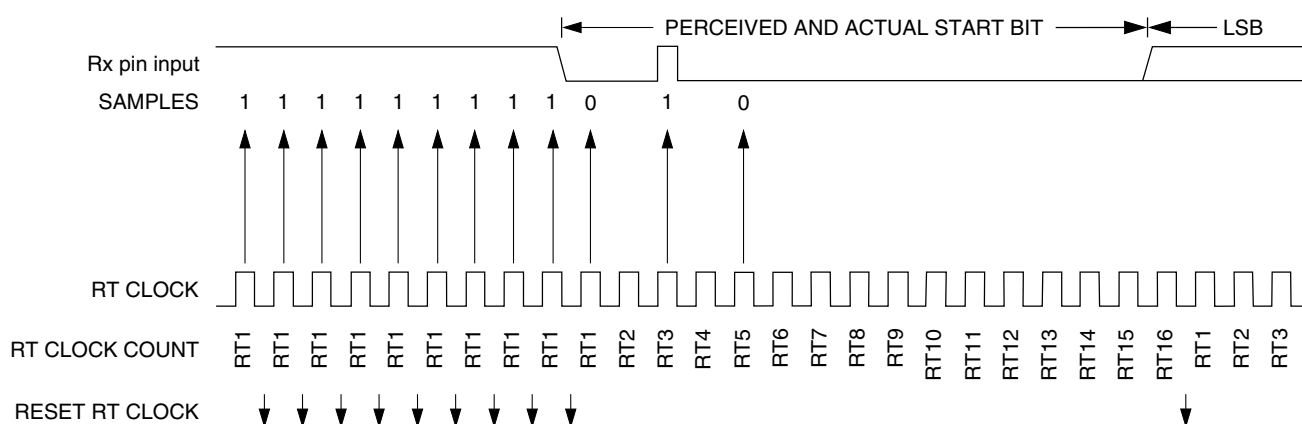 PERCEIVED AND ACTUAL START BIT LSB
Rx pin input
SAMPLES 1 1 1 1 1 1 1 1 1 0 1 0
RT CLOCK
RT CLOCK COUNT RT1 RT1 RT1 RT1 RT1 RT1 RT1 RT1 RT1 RT1 RT2 RT3 RT4 RT5 RT6 RT7 RT8 RT9 RT10 RT11 RT12 RT13 RT14 RT15 RT16 RT1 RT2 RT3
RESET RT CLOCK